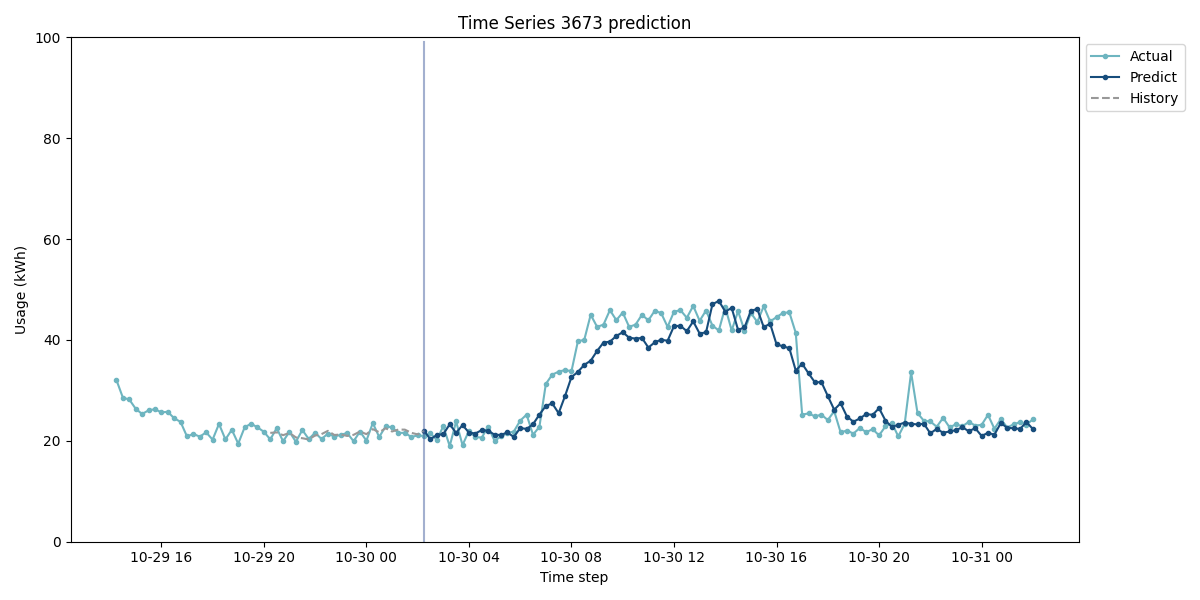 Time Series 3673 prediction
100
80
60
40
20
0
Usage (kWh)
10-29 16
10-29 20
10-30 00
10-30 04
10-30 08
10-30 12
10-30 16
10-30 20
10-31 00
Time step
Actual
Predict
History